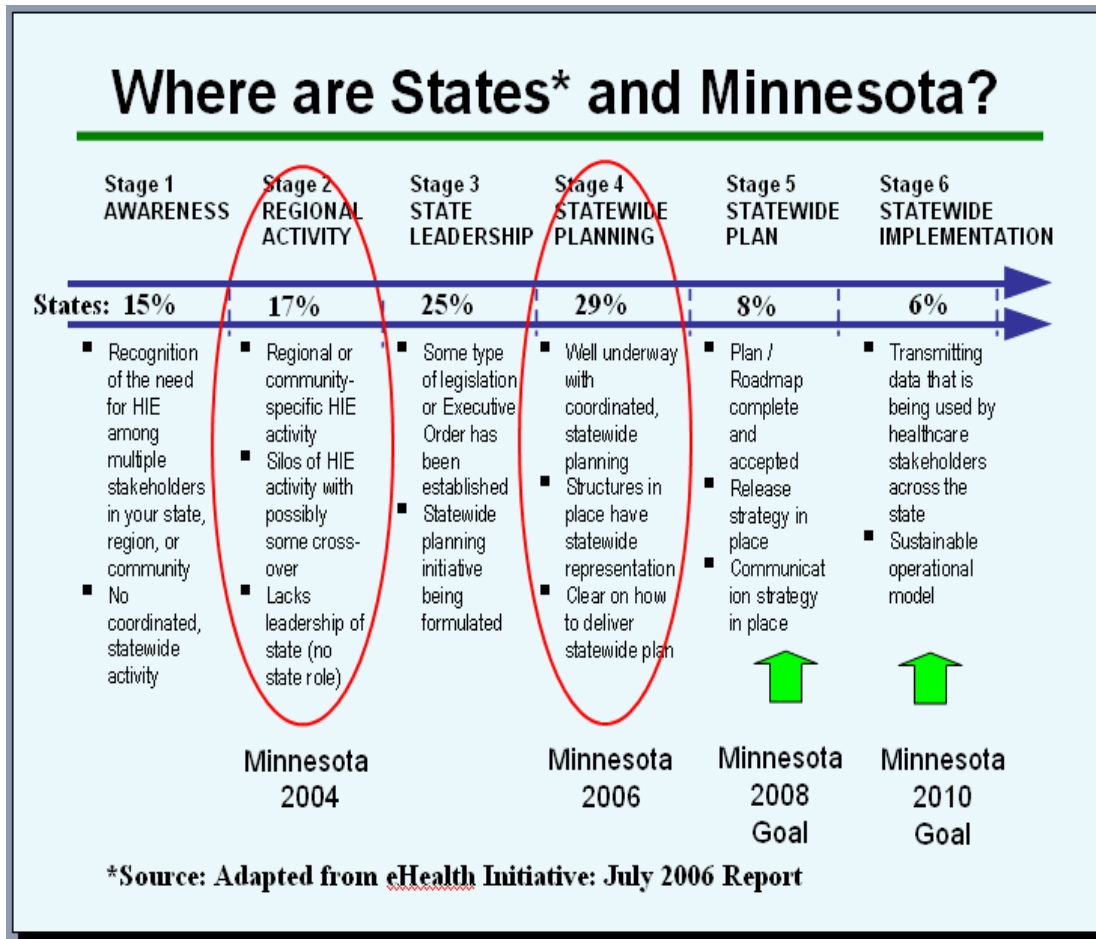 Where are States* and Minnesota?
Stage 1
AWARENESS
Stage 2
REGIONAL
ACTIVITY
Stage 3
STATE
LEADERSHIP
Stage 4
STATEWIDE
PLANNING
Stage 5
STATEWIDE
PLAN
Stage 6
STATEWIDE
IMPLEMENTATION
States: 15% 17% 25% 29% 8% 6%
▪ Recognition
of the need
for HIE
among
multiple
stakeholders
in your state,
region, or
community
▪ No
coordinated,
statewide
activity
▪ Regional or
community-
specific HIE
activity
▪ Silos of HIE
activity with
possibly
some cross-
over
▪ Lacks
leadership of
state (no
state role)
▪ Some type
of legislation
or Executive
Order has
been
established
▪ Statewide
planning
initiative
being
formulated
▪ Well underway
with
coordinated,
statewide
planning
▪ Structures in
place have
statewide
representation
▪ Clear on how
to deliver
statewide plan
▪ Plan /
Roadmap
complete
and
accepted
▪ Release
strategy in
place
▪ Communicat
ion strategy
in place
▪ Transmitting
data that is
being used by
healthcare
stakeholders
across the
state
▪ Sustainable
operational
model
Minnesota
2004
Minnesota
2006
Minnesota
2008
Goal
Minnesota
2010
Goal
*Source: Adapted from eHealth Initiative: July 2006 Report